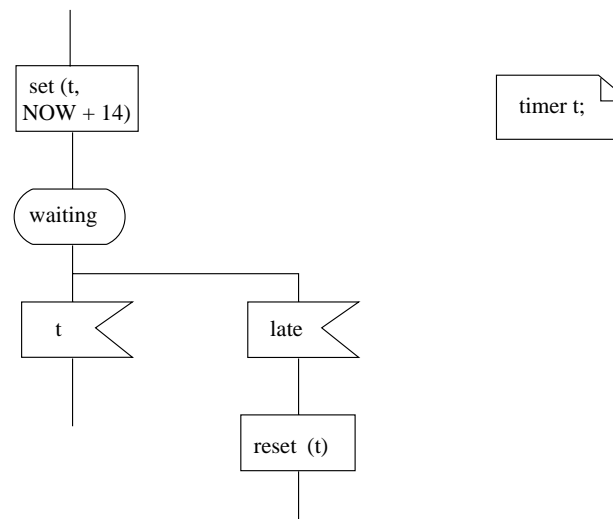 set (t,
NOW + 14)
timer t;
waiting
t
late
reset (t)